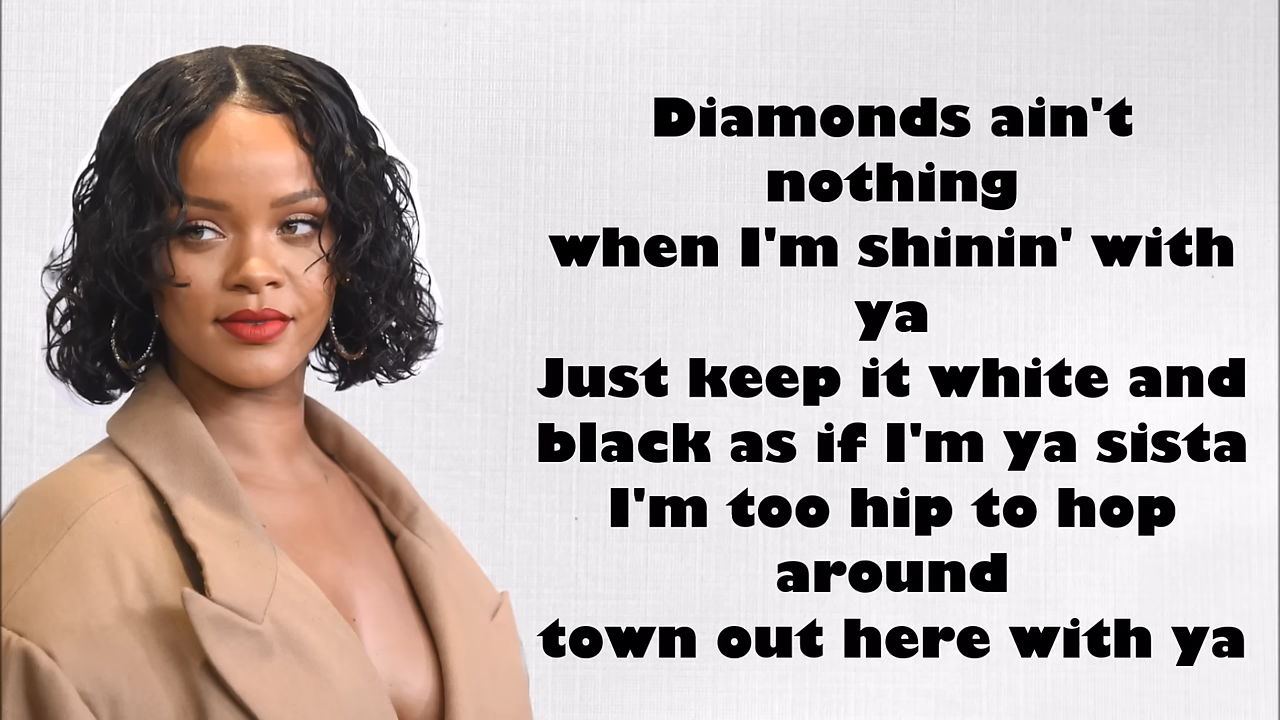 Diamonds ain't
nothing
when I'm shinin' with
ya
Just keep it white and
black as if I'm ya sista
I'm too hip to hop
around
town out here with ya